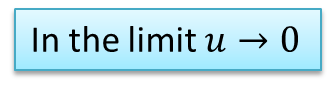 In the limit 𝑢 → 0